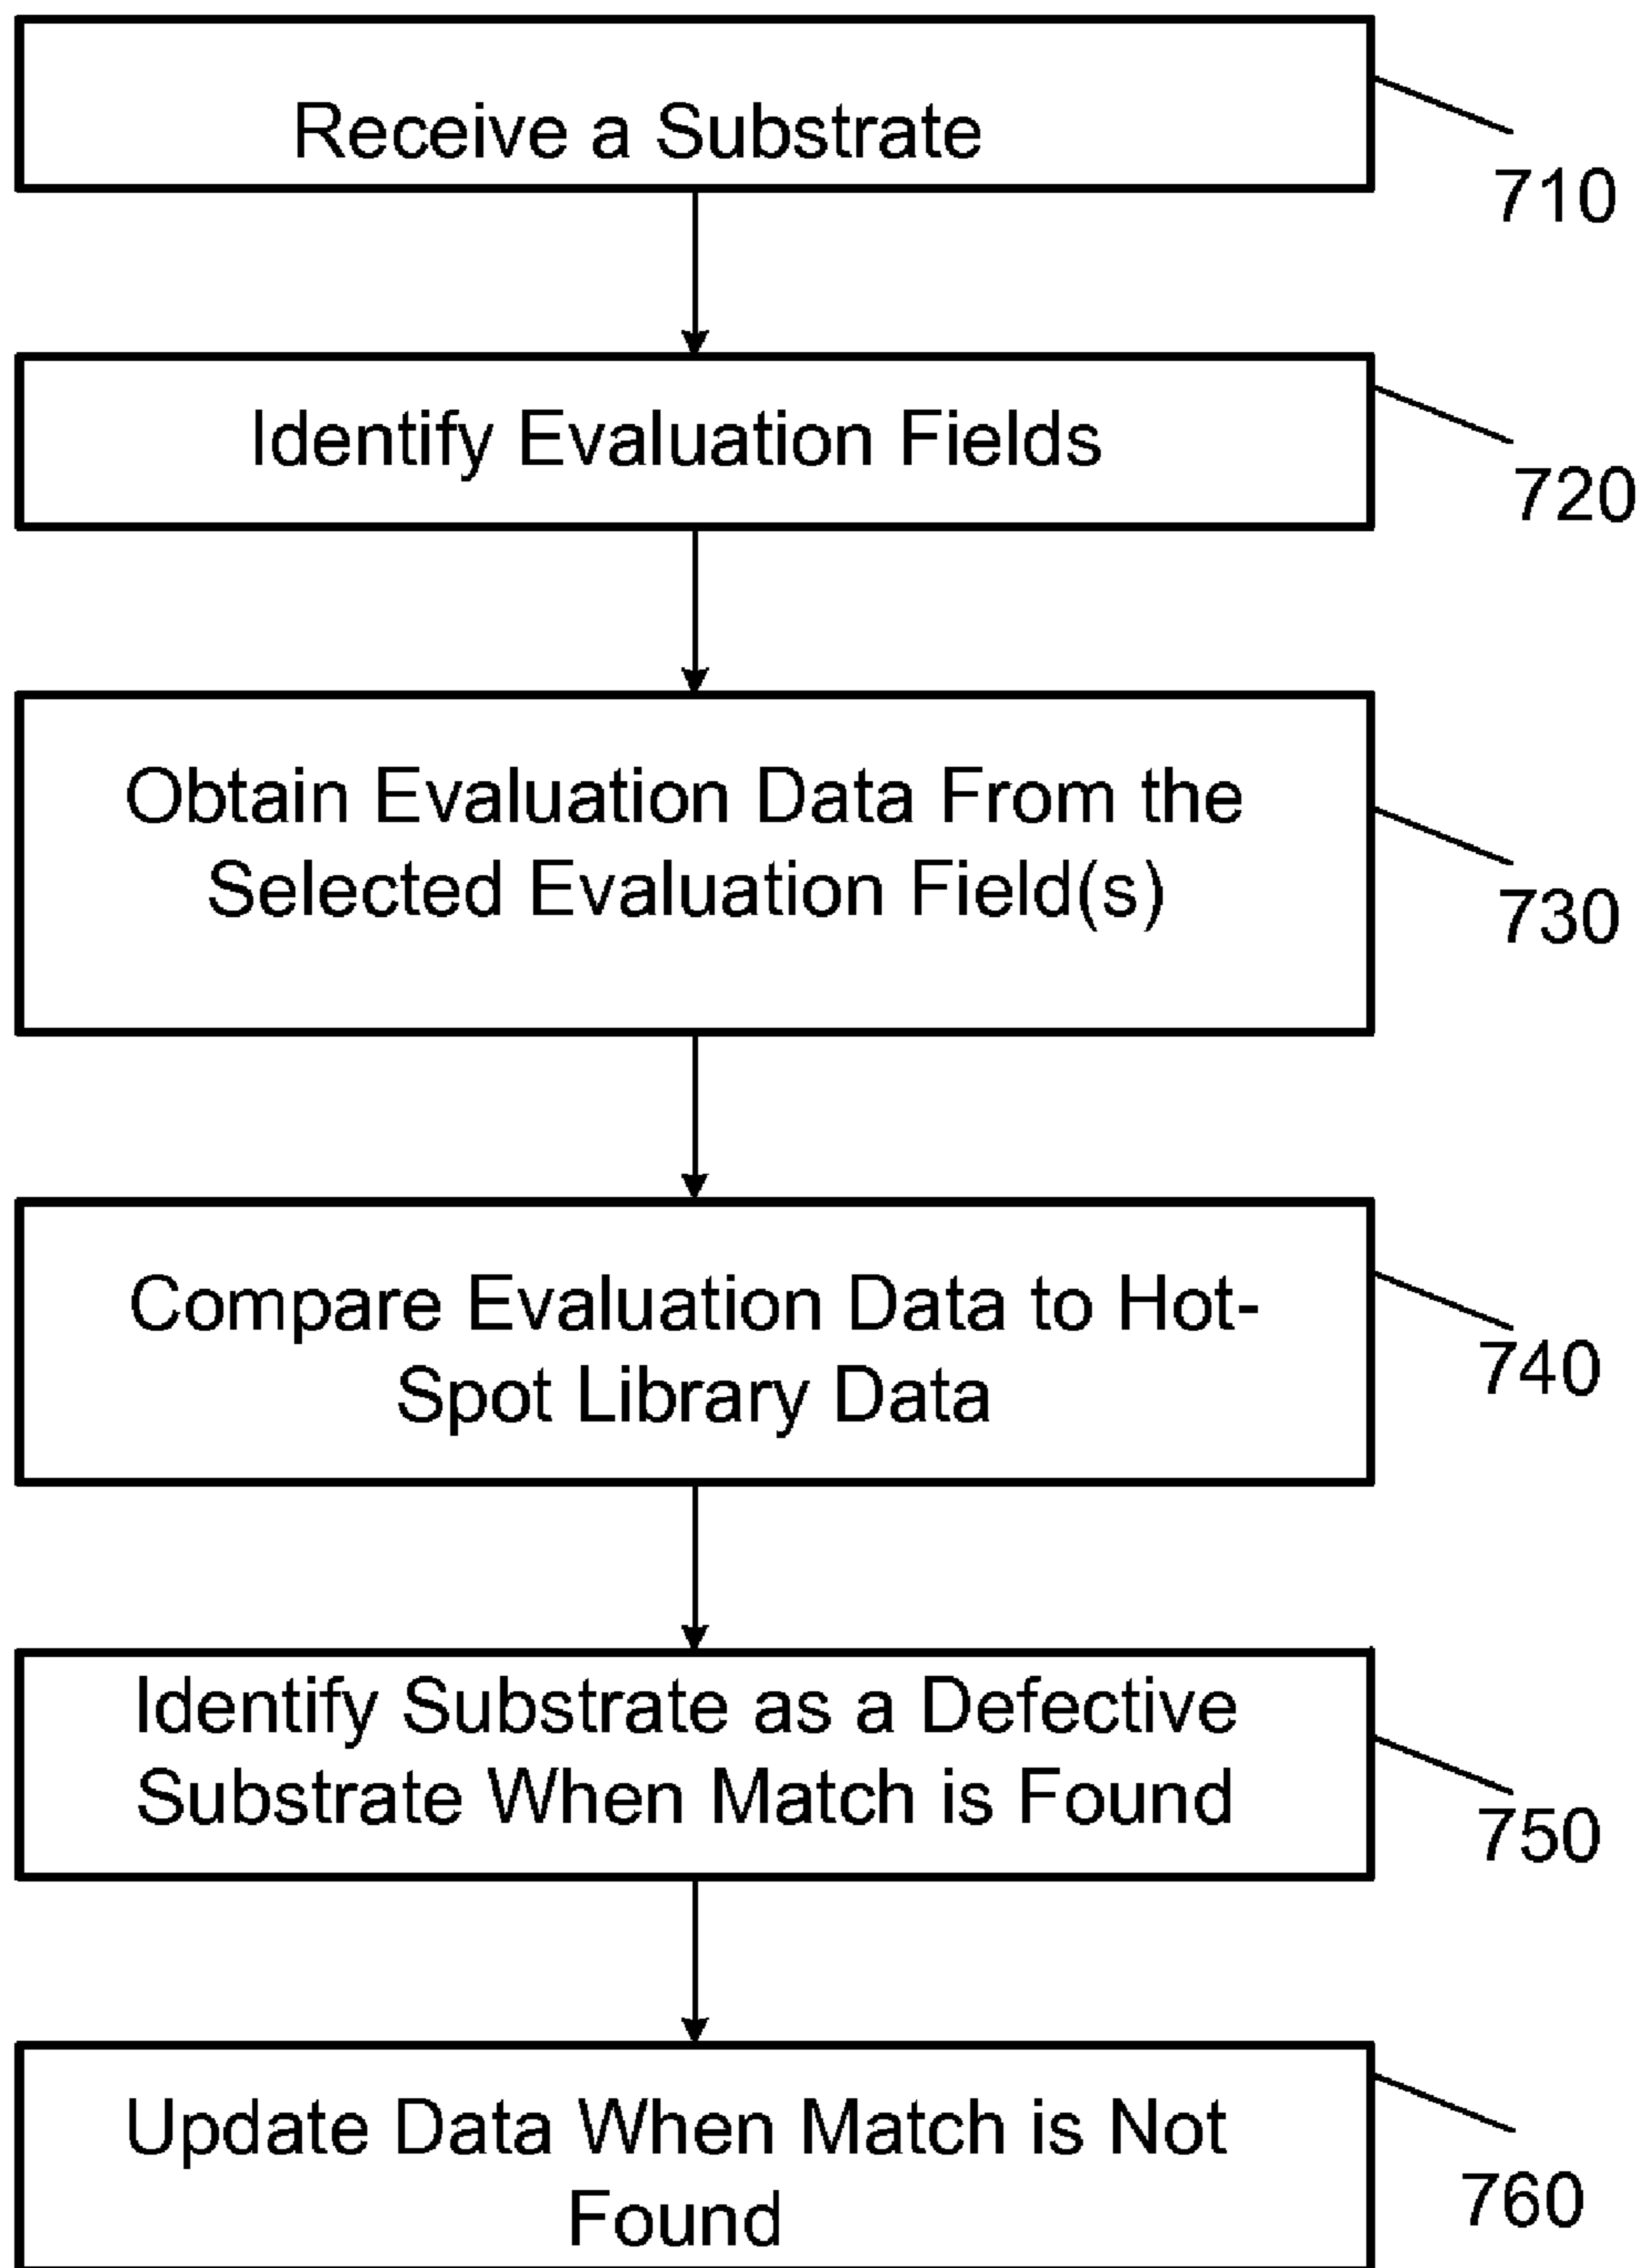 Receive a Substrate
710
Identify Evaluation Fields
720
Obtain Evaluation Data From the
Selected Evaluation Field(s)
730
Compare Evaluation Data to Hot-
Spot Library Data
740
Identify Substrate as a Defective
Substrate When Match is Found
750
Update Data When Match is Not
Found
760